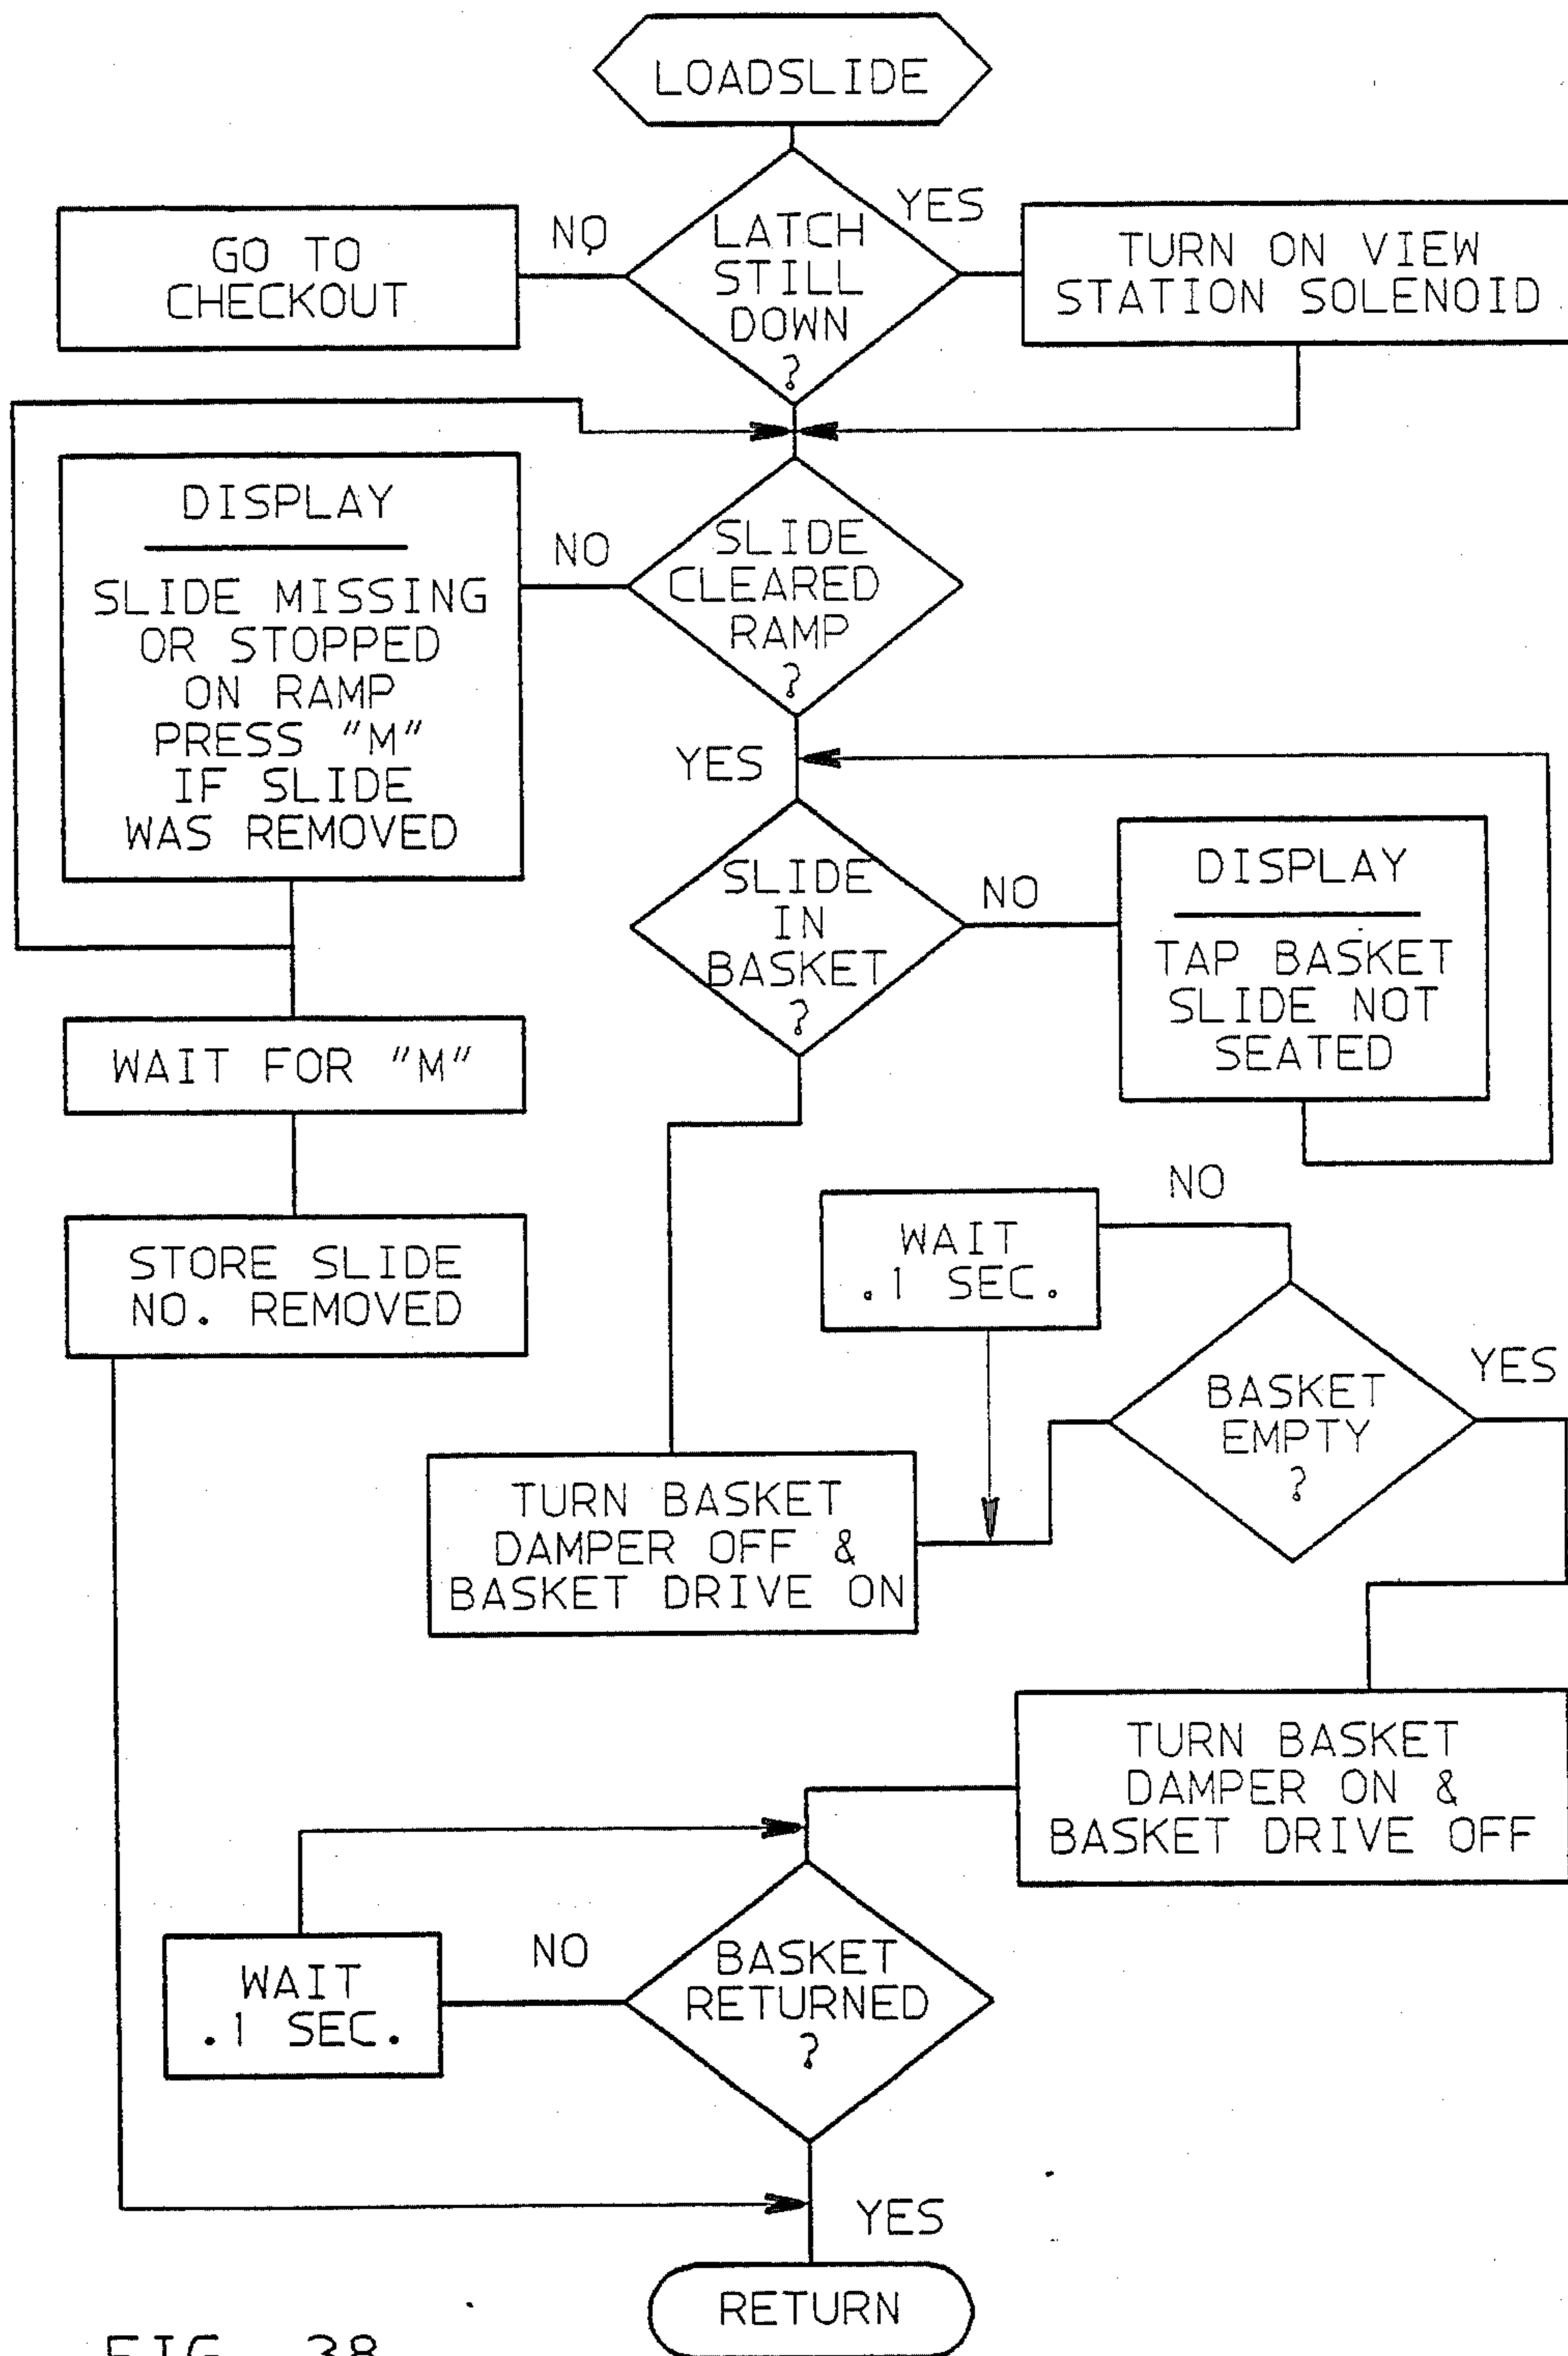 LOADSLIDE
LATCH
STILL
DOWN
?
NO
GO TO
CHECKOUT
YES
TURN ON VIEW
STATION SOLENOID
SLIDE
CLEARED
RAMP
?
NO
DISPLAY
SLIDE MISSING
OR STOPPED
ON RAMP
PRESS "M"
IF SLIDE
WAS REMOVED
WAIT FOR "M"
STORE SLIDE
NO. REMOVED
YES
SLIDE
IN
BASKET
?
NO
DISPLAY
TAP BASKET
SLIDE NOT
SEATED
TURN BASKET
DAMPER OFF &
BASKET DRIVE ON
BASKET
EMPTY
?
NO
WAIT
.1 SEC.
YES
TURN BASKET
DAMPER ON &
BASKET DRIVE OFF
BASKET
RETURNED
?
NO
WAIT
.1 SEC.
YES
RETURN
FIG. 38